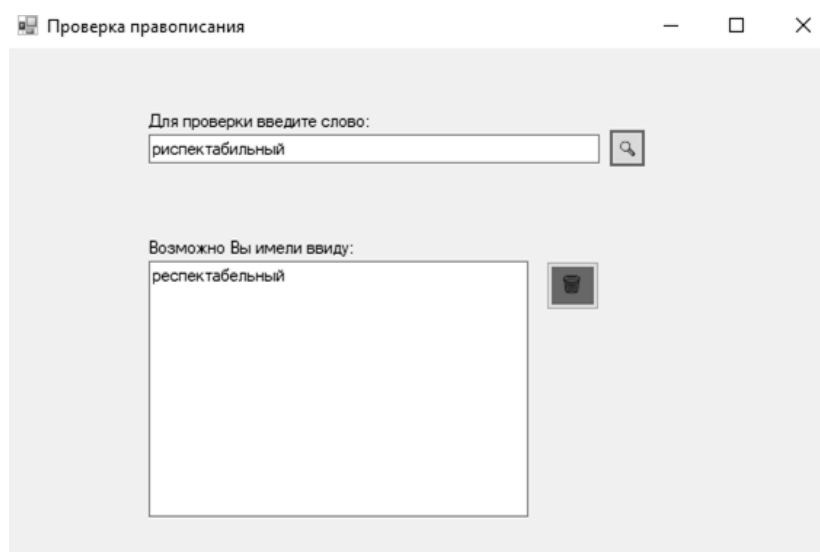 Проверка правописания
Для проверки введите слово:
риспектабильный
Возможно Вы имели ввиду:
респектабельный